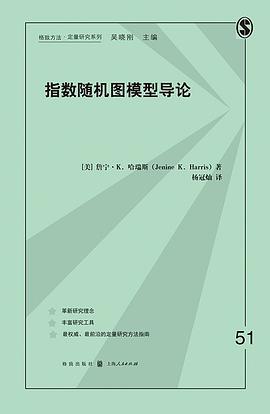 格致方法·定量研究系列 吴晓刚 主编
指数随机图模型导论
[美] 詹宁·K. 哈瑞斯 (Jenine K. Harris) 著
杨冠灿 译
革新研究理念
丰富研究工具
最权威、最前沿的定量研究方法指南
51
格致出版社 上海人民出版社